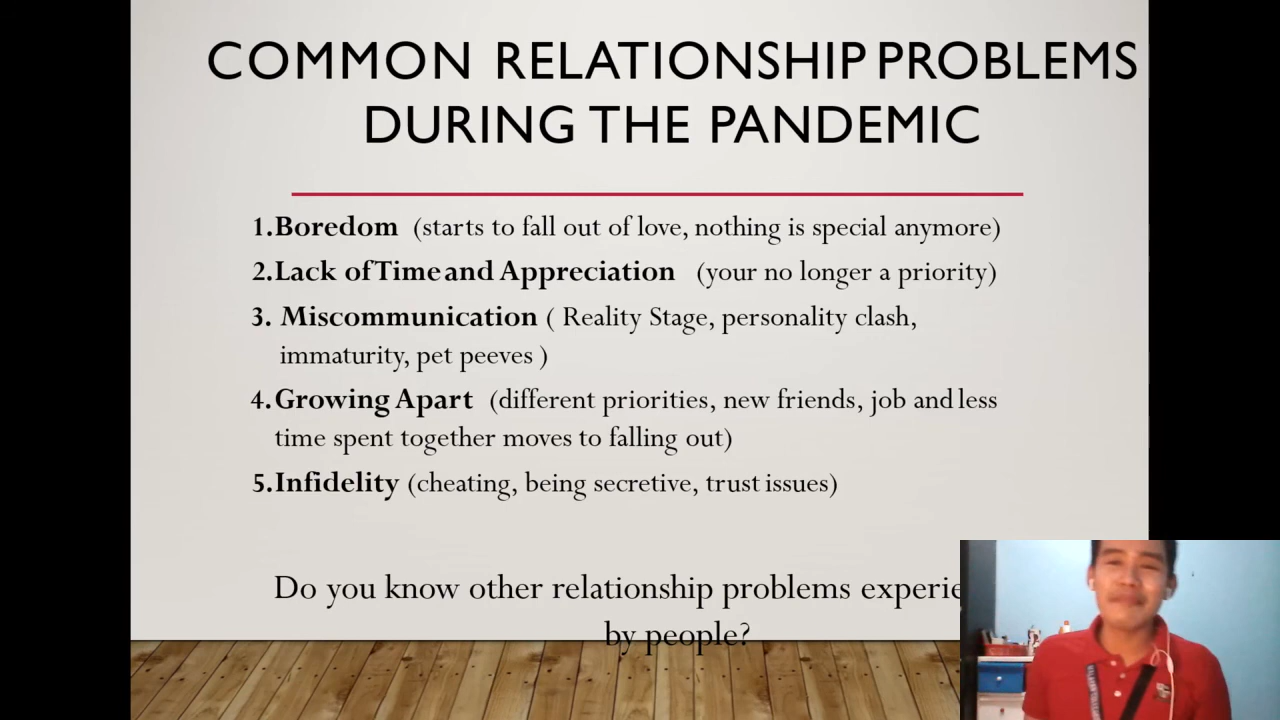 COMMON RELATIONSHIP PROBLEMS
DURING THE PANDEMIC
1.Boredom (starts to fall out of love, nothing is special anymore)
2.Lack of Time and Appreciation (your no longer a priority)
3. Miscommunication ( Reality Stage, personality clash,
immaturity, pet peeves )
4.Growing Apart (different priorities, new friends, job and less
time spent together moves to falling out)
5.Infidelity (cheating, being secretive, trust issues)
Do you know other relationship problems
by people?